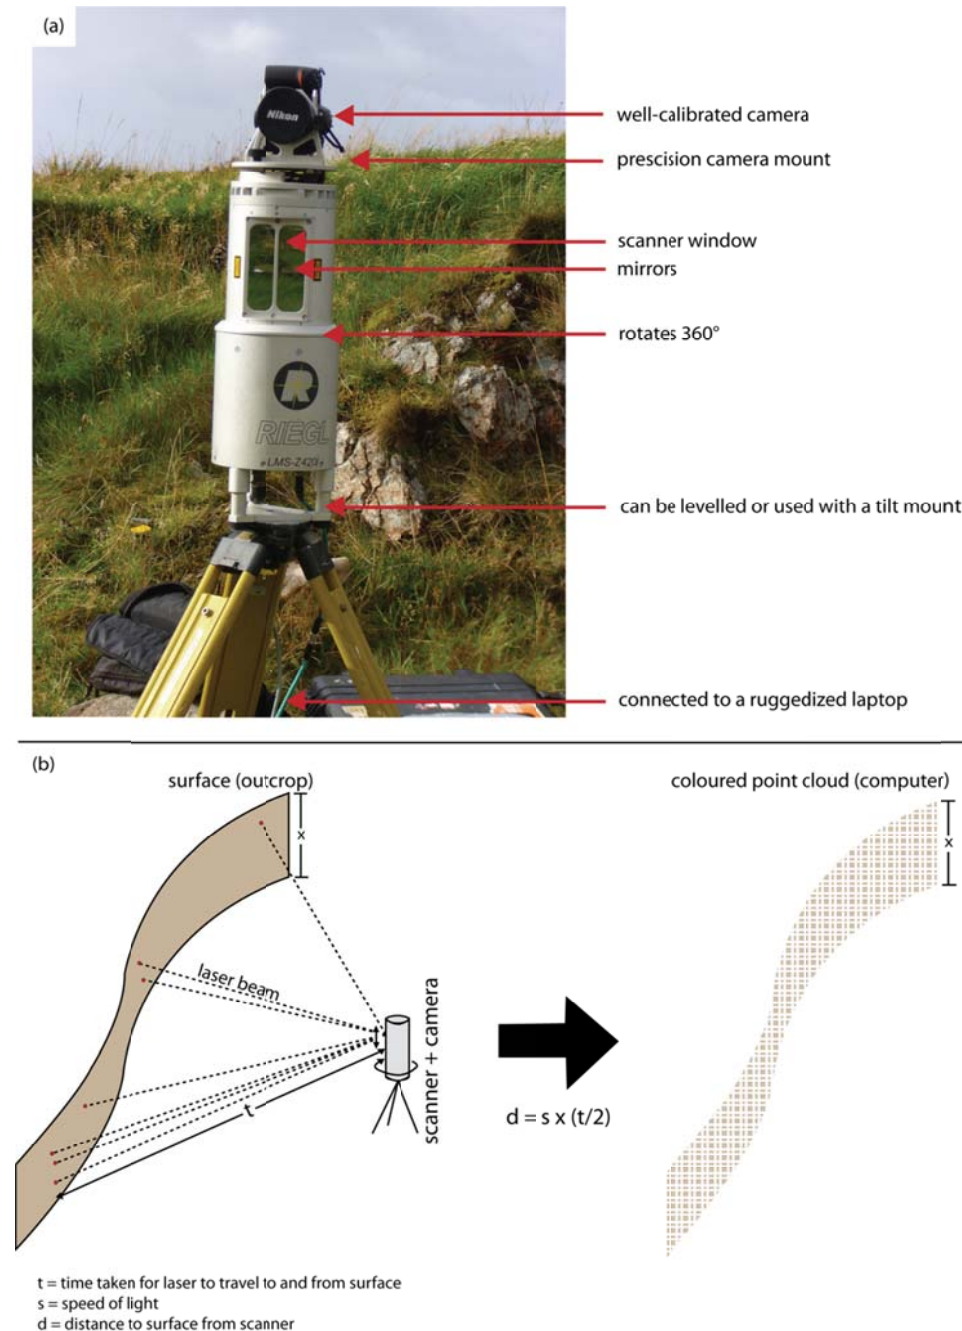 (a)
Nikon
well-calibrated camera
prescision camera mount
scanner window
mirrors
rotates 360°
R
RIEGL
LMS-Z420i
can be levelled or used with a tilt mount
connected to a ruggedized laptop
(b)
surface (outcrop)
coloured point cloud (computer)
x
x
laser beam
scanner + camera
t
d = s x (t/2)
t = time taken for laser to travel to and from surface
s = speed of light
d = distance to surface from scanner